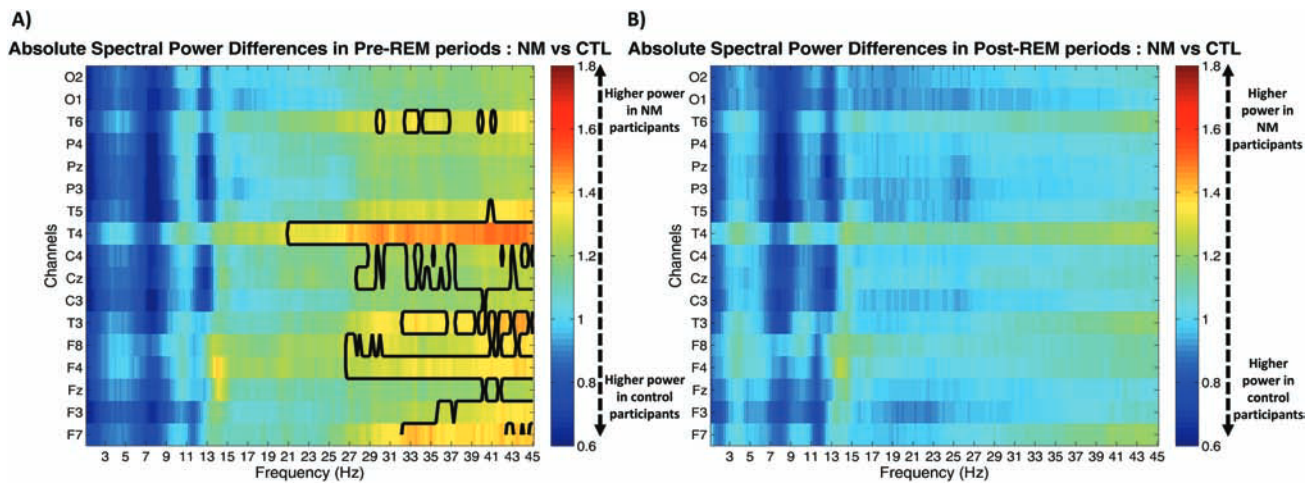 A)
Absolute Spectral Power Differences in Pre-REM periods : NM vs CTL
Channels
O2
O1
T6
P4
Pz
P3
T5
T4
C4
Cz
C3
T3
F8
F4
Fz
F3
F7
3 5 7 9 11 13 15 17 19 21 23 25 27 29 31 33 35 37 39 41 43 45
Frequency (Hz)
1.8
1.6
1.4
1.2
1
0.8
0.6
Higher power
in NM
participants
Higher power
in control
participants
B)
Absolute Spectral Power Differences in Post-REM periods : NM vs CTL
Channels
O2
O1
T6
P4
Pz
P3
T5
T4
C4
Cz
C3
T3
F8
F4
Fz
F3
F7
3 5 7 9 11 13 15 17 19 21 23 25 27 29 31 33 35 37 39 41 43 45
Frequency (Hz)
1.8
1.6
1.4
1.2
1
0.8
0.6
Higher
power in
NM
participants
Higher
power in
control
participants